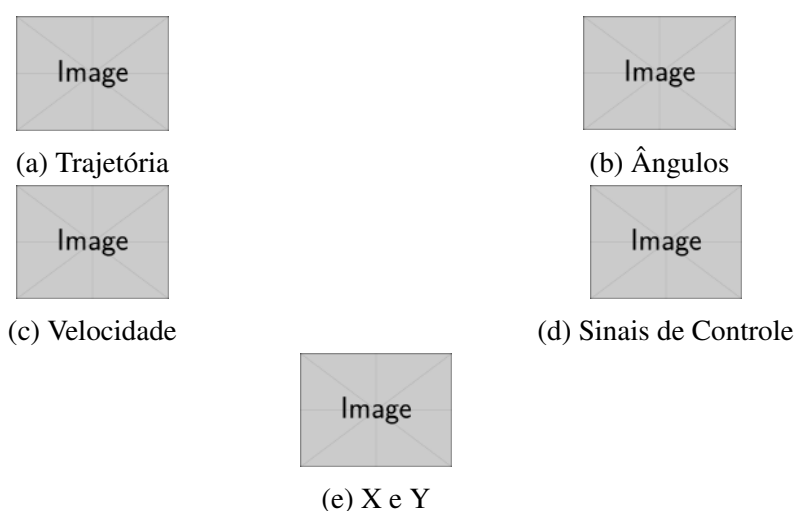 Image
Image
(a) Trajetória
(b) Ângulos
Image
Image
(c) Velocidade
(d) Sinais de Controle
Image
(e) X e Y